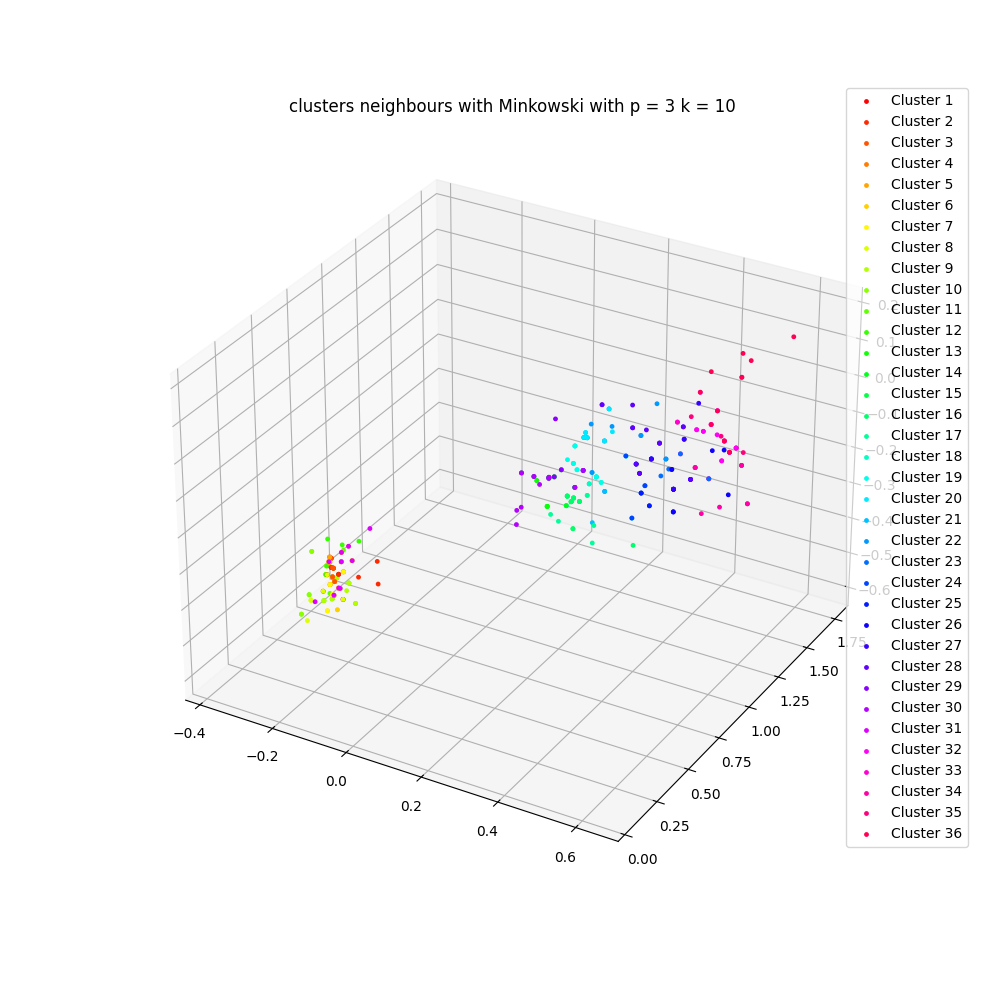 clusters neighbours with Minkowski with p = 3 k = 10
Cluster 1
Cluster 2
Cluster 3
Cluster 4
Cluster 5
Cluster 6
Cluster 7
Cluster 8
Cluster 9
Cluster 10
Cluster 11
Cluster 12
Cluster 13
Cluster 14
Cluster 15
Cluster 16
Cluster 17
Cluster 18
Cluster 19
Cluster 20
Cluster 21
Cluster 22
Cluster 23
Cluster 24
Cluster 25
Cluster 26
Cluster 27
Cluster 28
Cluster 29
Cluster 30
Cluster 31
Cluster 32
Cluster 33
Cluster 34
Cluster 35
Cluster 36
0.1
0.0
−0.2
−0.3
−0.4
−0.5
−0.6
1.75
1.50
1.25
1.00
0.75
0.50
0.25
0.00
−0.4
−0.2
0.0
0.2
0.4
0.6